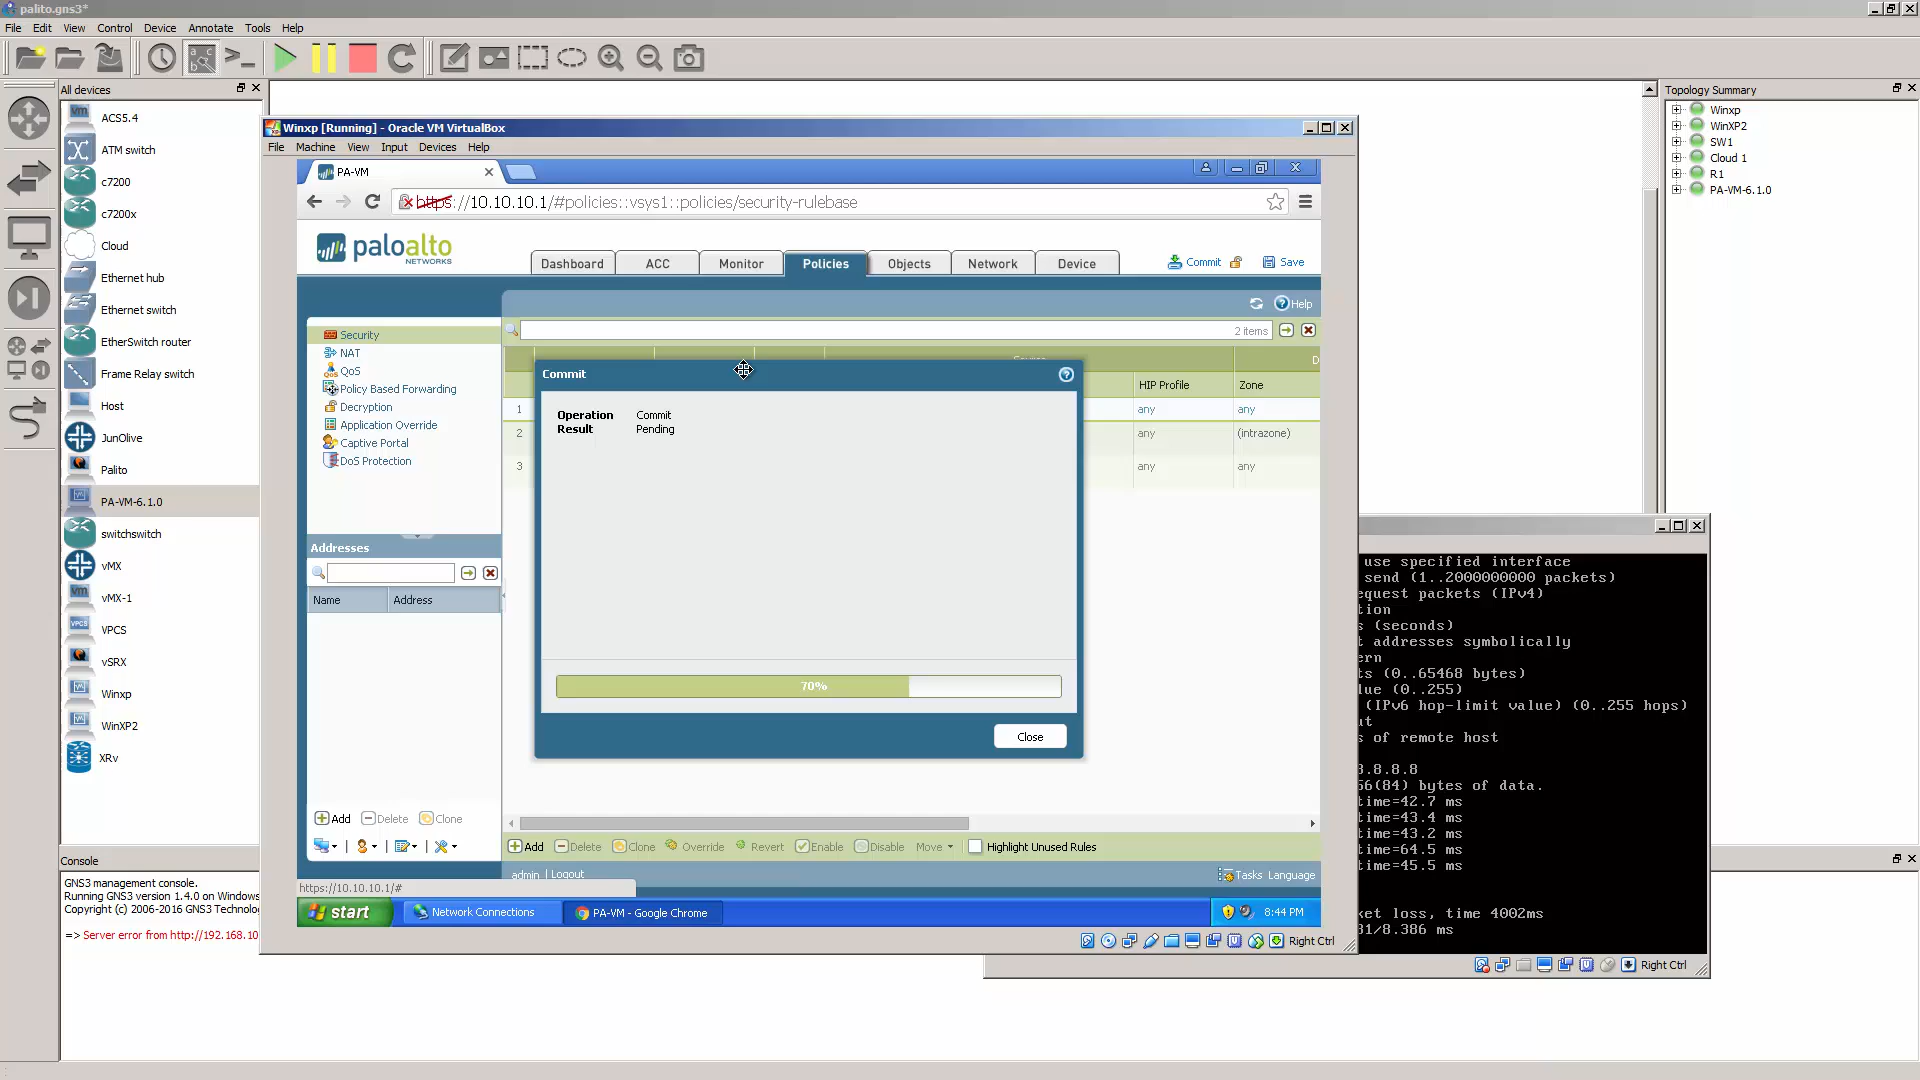 palito.gns3*
File Edit View Control Device Annotate Tools Help
All devices
ACS5.4
ATM switch
c7200
c7200x
Cloud
Ethernet hub
Ethernet switch
EtherSwitch router
Frame Relay switch
Host
JunOlive
Palito
PA-VM-6.1.0
switchswitch
vMX
vMX-1
VPCS
vSRX
Winxp
WinXP2
XRv
Console
GNS3 management console.
Running GNS3 version 1.4.0 on Windows
Copyright (c) 2006-2016 GNS3 Technolo
=> Server error from http://192.168.10
Winxp [Running] - Oracle VM VirtualBox
File Machine View Input Devices Help
PA-VM
https://10.10.10.1/#policies::vsys1::policies/security-rulebase
paloalto
NETWORKS
Dashboard ACC Monitor Policies Objects Network Device
Commit Save
Help
Security
NAT
QoS
Policy Based Forwarding
Decryption
Application Override
Captive Portal
DoS Protection
Addresses
Name Address
Add Delete Clone
2 items
Source D
HIP Profile Zone
1 any any
2 any (intrazone)
3 any any
Commit
Operation Commit
Result Pending
70%
Close
Add Delete Clone Override Revert Enable Disable Move Highlight Unused Rules
admin | Logout
Tasks Language
https://10.10.10.1/#
start Network Connections PA-VM - Google Chrome 8:44 PM
Right Ctrl
use specified interface
send (1..2000000000 packets)
equest packets (IPv4)
tion
s (seconds)
t addresses symbolically
ern
ts (0..65468 bytes)
lue (0..255)
(IPv6 hop-limit value) (0..255 hops)
ut
s of remote host
8.8.8.8
56(84) bytes of data.
time=42.7 ms
time=43.4 ms
time=43.2 ms
time=64.5 ms
time=45.5 ms
ket loss, time 4002ms
31/8.386 ms
Right Ctrl
Topology Summary
Winxp
WinXP2
SW1
Cloud 1
R1
PA-VM-6.1.0